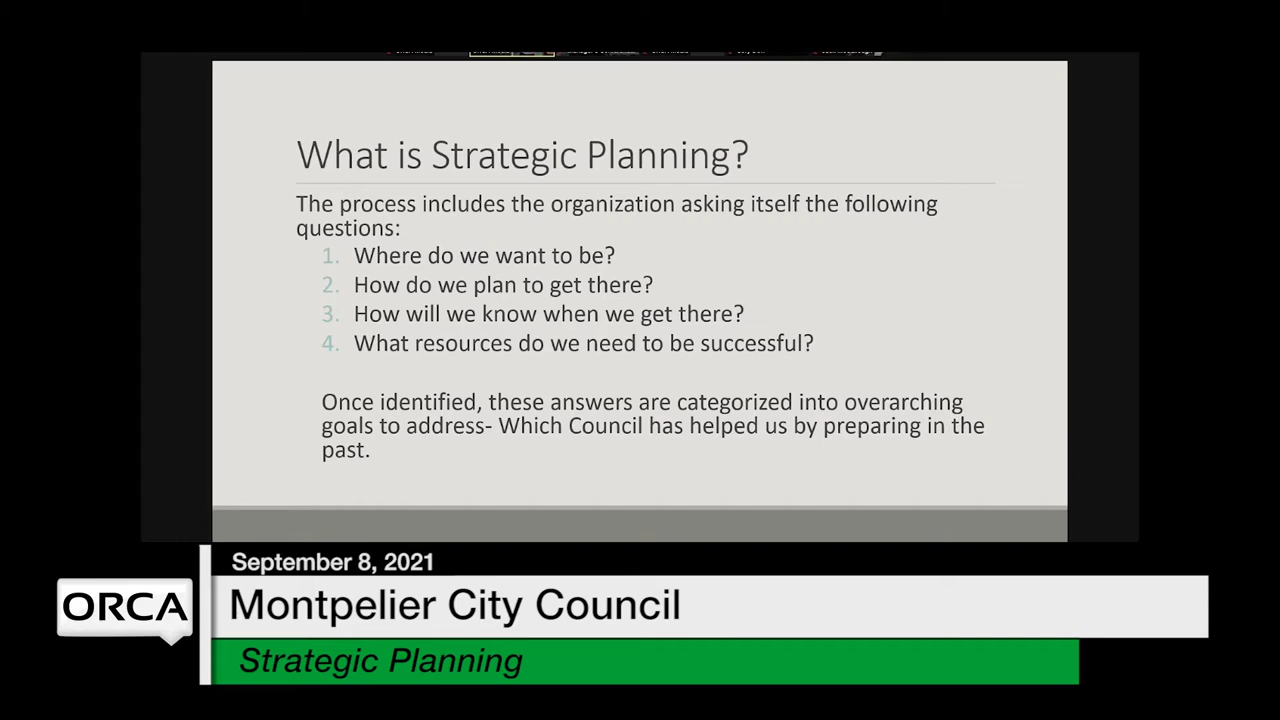 What is Strategic Planning?
The process includes the organization asking itself the following
questions:
1. Where do we want to be?
2. How do we plan to get there?
3. How will we know when we get there?
4. What resources do we need to be successful?
Once identified, these answers are categorized into overarching
goals to address- Which Council has helped us by preparing in the
past.
September 8, 2021
ORCA
Montpelier City Council
Strategic Planning